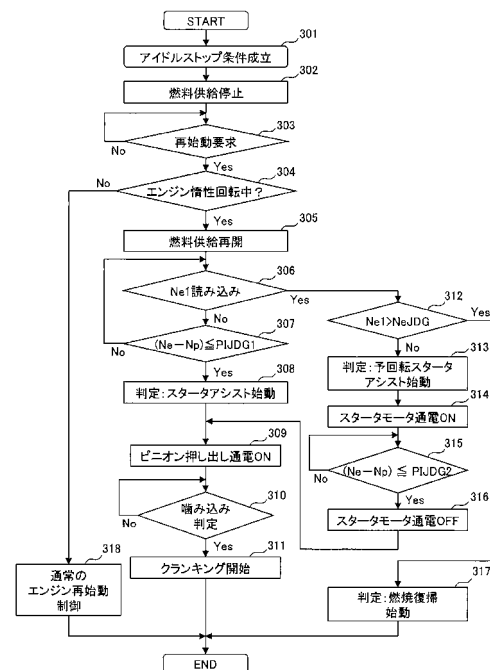 START
301
アイドルストップ条件成立
302
燃料供給停止
303
再始動要求
No
Yes
304
エンジン惰性回転中？
No
Yes
305
燃料供給再開
306
Ne1読み込み
Yes
No
307
(Ne－Np)≦PIJDG1
No
Yes
308
判定：スタータアシスト始動
309
ピニオン押し出し通電ON
310
噛み込み
判定
No
Yes
311
クランキング開始
312
Ne1>NeJDG
Yes
No
313
判定：予回転スタータ
アシスト始動
314
スタータモータ通電ON
315
(Ne－Np) ≦ PIJDG2
No
Yes
316
スタータモータ通電OFF
317
判定：燃焼復帰
始動
318
通常の
エンジン再始動
制御
END